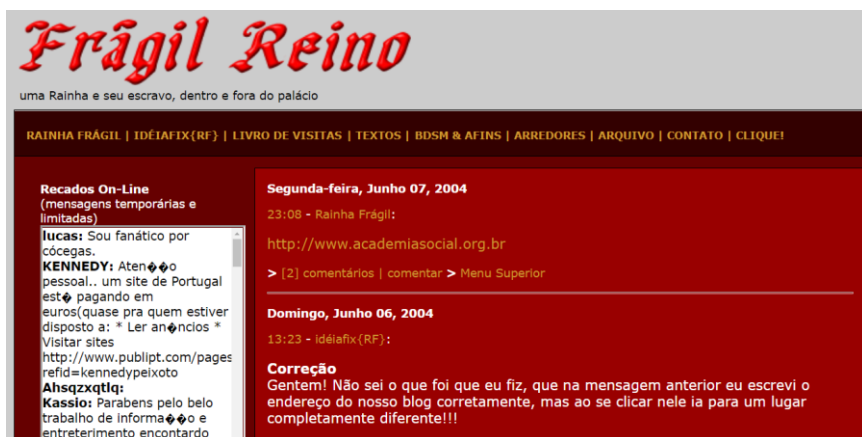 Frâgil Reino
uma Rainha e seu escravo, dentro e fora do palácio
RAINHA FRÁGIL | IDÉIAFIX{RF} | LIVRO DE VISITAS | TEXTOS | BDSM & AFINS | ARREDORES | ARQUIVO | CONTATO | CLIQUE!
Recados On-Line
(mensagens temporárias e
limitadas)
lucas: Sou fanático por
cócegas.
KENNEDY: Aten��o
pessoal.. um site de Portugal
est� pagando em
euros(quase pra quem estiver
disposto a: * Ler an�ncios *
Visitar sites
http://www.publipt.com/pages
refid=kennedypeixoto
Ahsqzxqtlq:
Kassio: Parabens pelo belo
trabalho de informa��o e
entreterimento encontardo
Segunda-feira, Junho 07, 2004
23:08 - Rainha Frágil:
http://www.academiasocial.org.br
> [2] comentários | comentar > Menu Superior
Domingo, Junho 06, 2004
13:23 - idéiafix{RF}:
Correção
Gentem! Não sei o que foi que eu fiz, que na mensagem anterior eu escrevi o
endereço do nosso blog corretamente, mas ao se clicar nele ia para um lugar
completamente diferente!!!